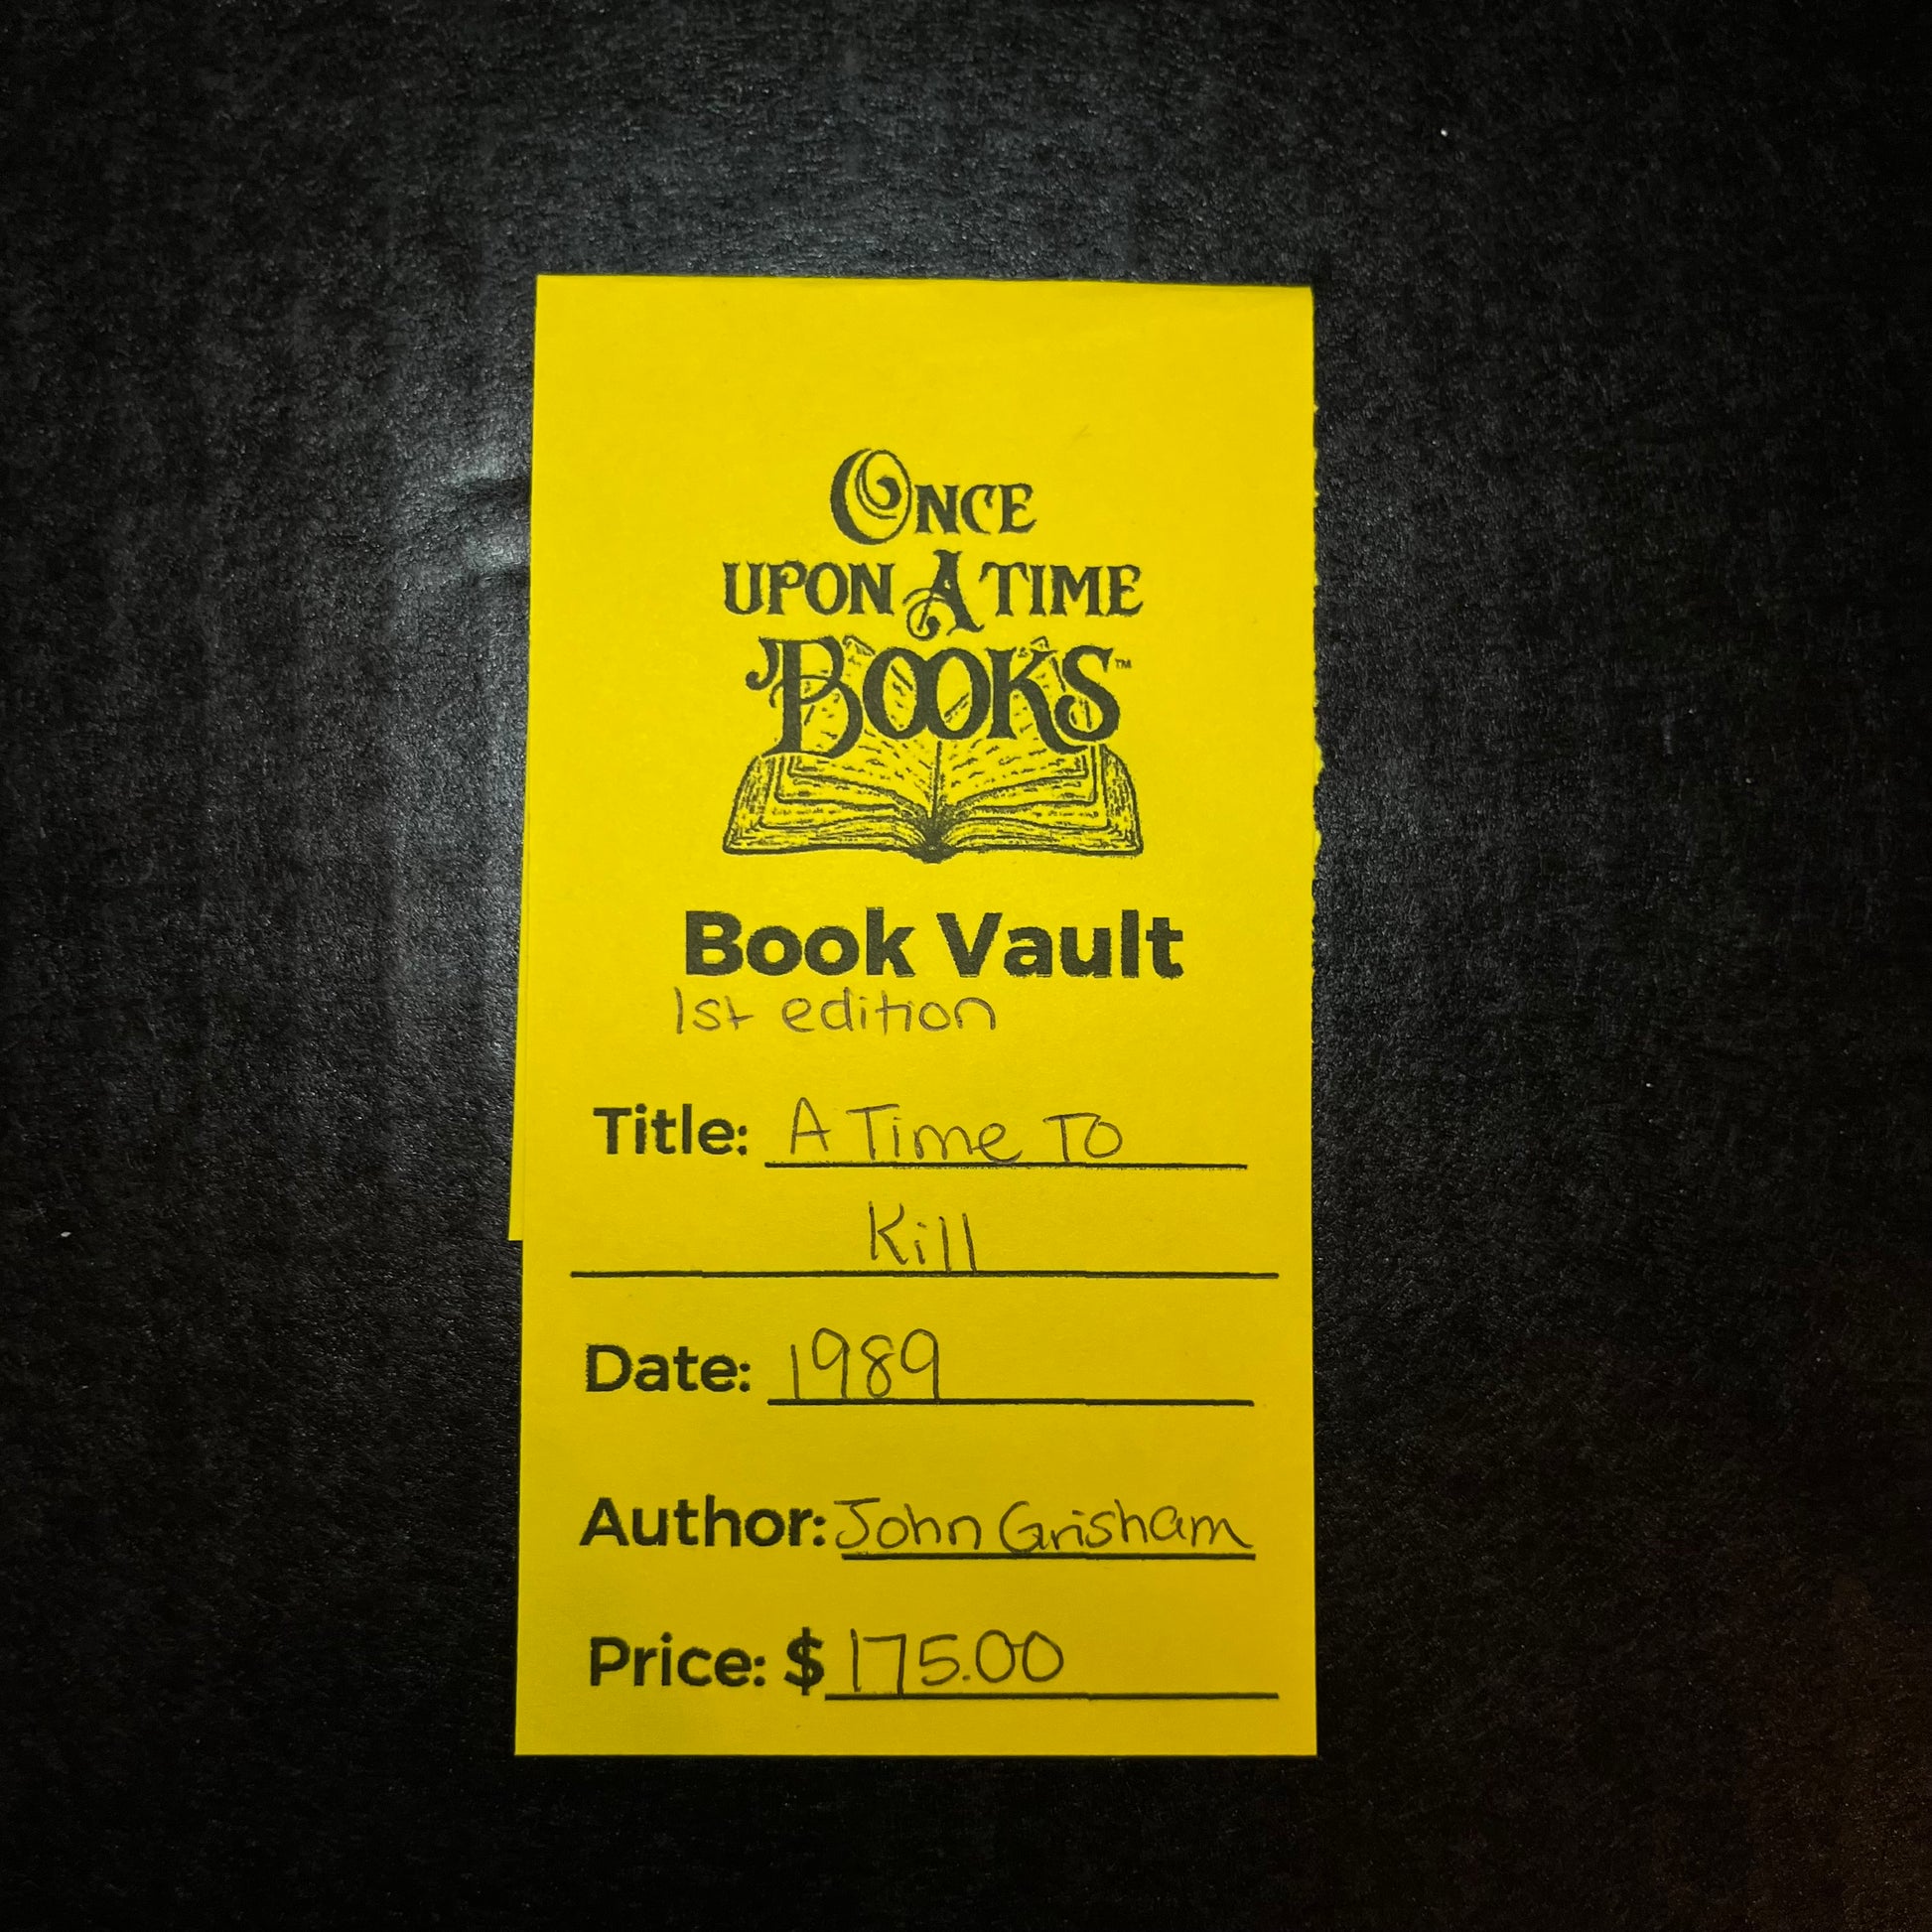 ONCE
UPON A TIME
BOOKS™
Book Vault
1st edition
Title: A Time To
Kill
Date: 1989
Author: John Grisham
Price: $ 175.00